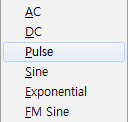 AC
DC
Pulse
Sine
Exponential
FM Sine